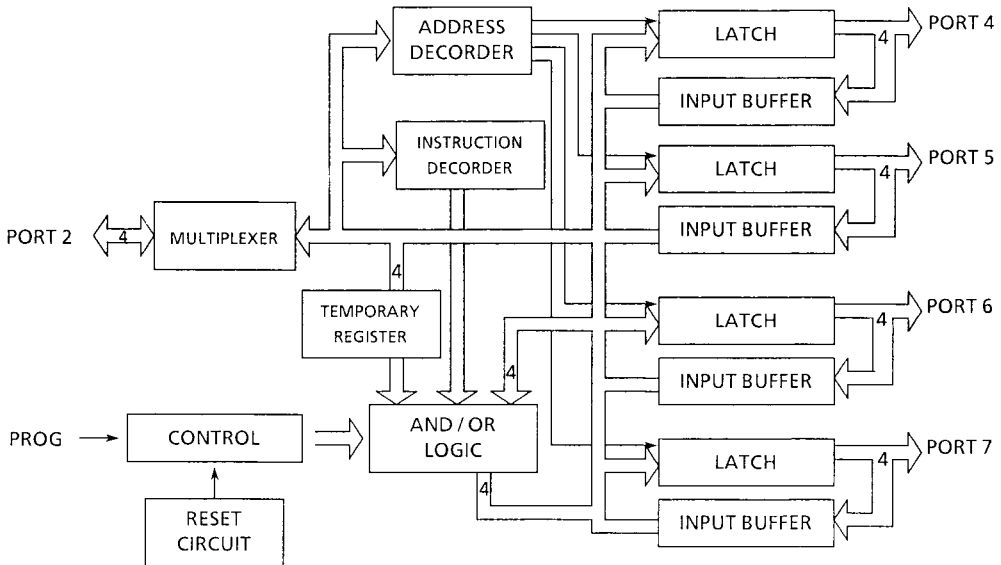 ADDRESS
DECORDER
LATCH
4
PORT 4
INPUT BUFFER
INSTRUCTION
DECORDER
LATCH
4
PORT 5
PORT 2
4
MULTIPLEXER
INPUT BUFFER
4
TEMPORARY
REGISTER
LATCH
4
PORT 6
4
INPUT BUFFER
PROG
CONTROL
AND / OR
LOGIC
LATCH
4
PORT 7
4
RESET
CIRCUIT
INPUT BUFFER